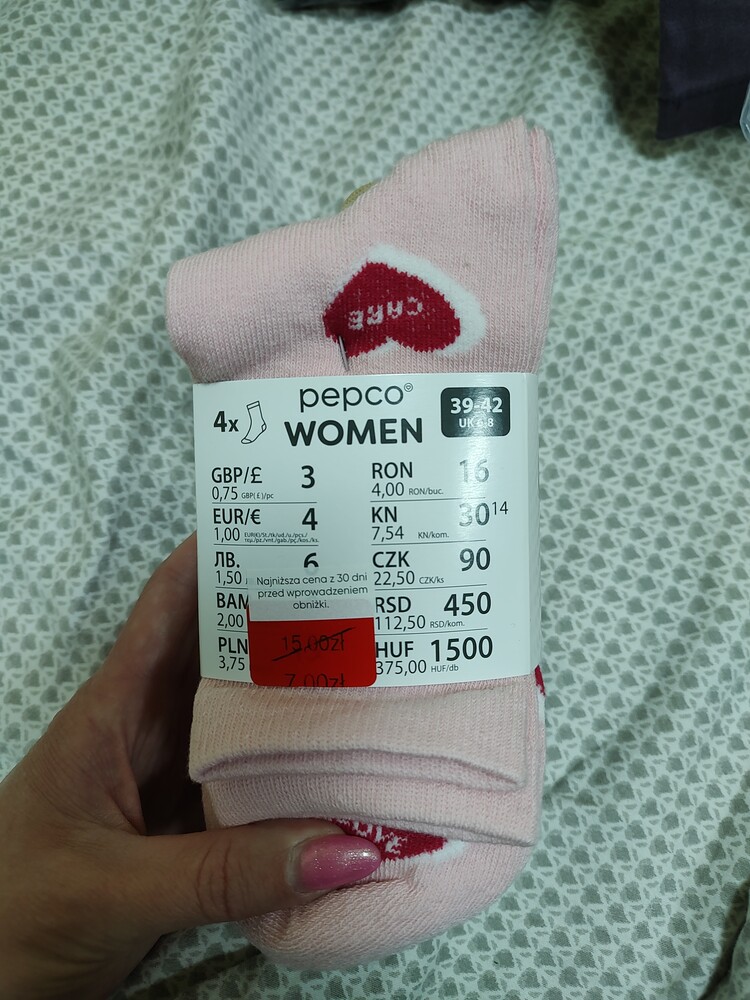 CARE
pepco
4x WOMEN
39-42
UK 6-8
GBP/£ 3
0,75 GBP(£)/pc
EUR/€ 4
1,00
ЛВ. 6
1,50
BAM
2,00
PLN
3,75
RON 16
4,00 RON/buc.
KN 30 14
7,54 KN/kom.
CZK 90
22,50 CZK/ks
RSD 450
112,50 RSD/kom.
HUF 1500
375,00 HUF/db
Najniższa cena z 30 dni
przed wprowadzeniem
obniżki.
15,00zł
7,00zł